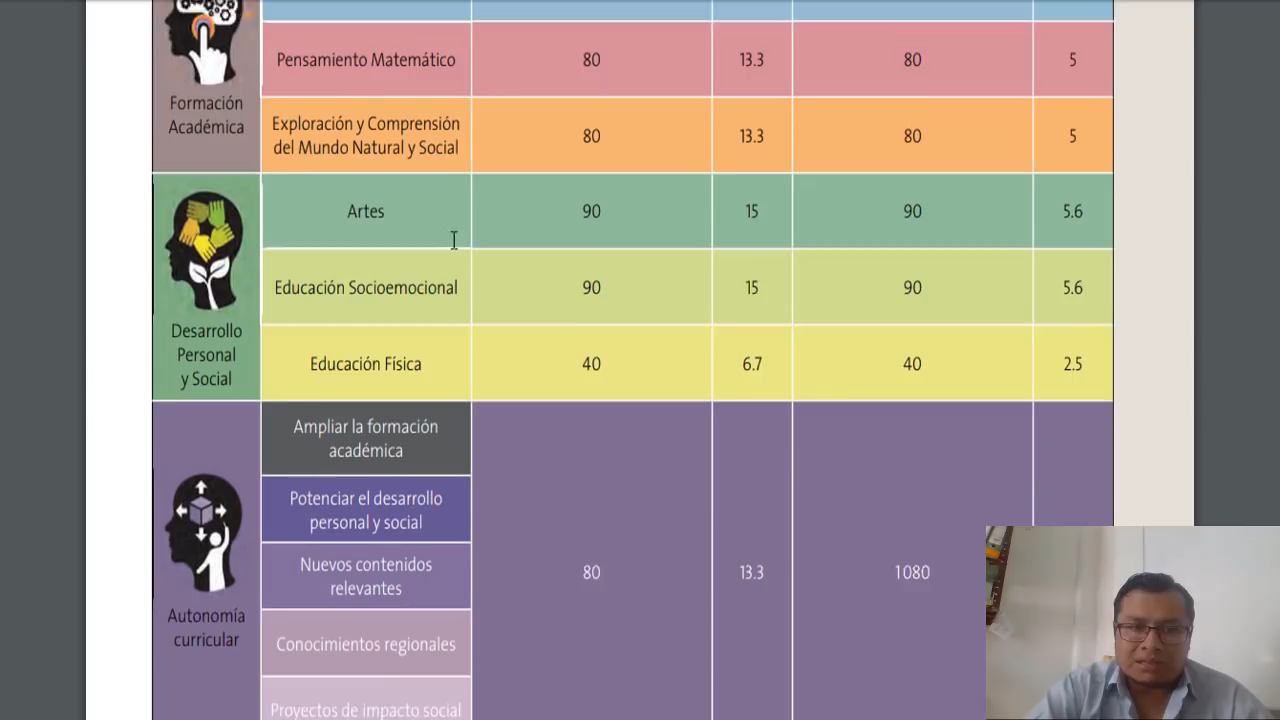 Formación
Académica
Pensamiento Matemático 80 13.3 80 5
Exploración y Comprensión
del Mundo Natural y Social 80 13.3 80 5
Desarrollo
Personal
y Social
Artes 90 15 90 5.6
Educación Socioemocional 90 15 90 5.6
Educación Física 40 6.7 40 2.5
Autonomía
curricular
Ampliar la formación
académica
Potenciar el desarrollo
personal y social
Nuevos contenidos
relevantes
80 13.3 1 080
Conocimientos regionales
Proyectos de impacto social